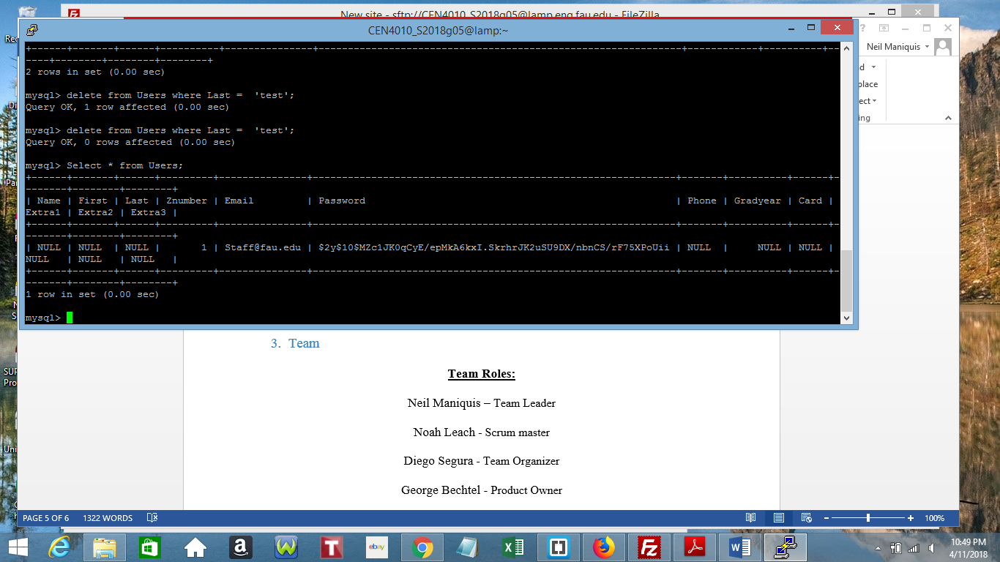 New site - sftp://CEN4010_S2018g05@lamp.eng.fau.edu - FileZilla
CEN4010_S2018g05@lamp:~
Neil Maniquis
2 rows in set (0.00 sec)
mysql> delete from Users where Last =  'test';
Query OK, 1 row affected (0.00 sec)
mysql> delete from Users where Last =  'test';
Query OK, 0 rows affected (0.00 sec)
mysql> Select * from Users;
| Name | First | Last | Znumber | Email | Password | Phone | Gradyear | Card |
Extra1 | Extra2 | Extra3 |
| NULL | NULL | NULL | 1 | Staff@fau.edu | $2y$10$MZc1JK0qCyE/epMkA6kxI.SkrhrJK2uSU9DX/nbnCS/rF75XPoUii | NULL | NULL | NULL |
NULL | NULL | NULL |
1 row in set (0.00 sec)
mysql>
3. Team
Team Roles:
Neil Maniquis – Team Leader
Noah Leach - Scrum master
Diego Segura - Team Organizer
George Bechtel - Product Owner
PAGE 5 OF 6 1322 WORDS 100%
a W T ebay
10:49 PM
4/11/2018